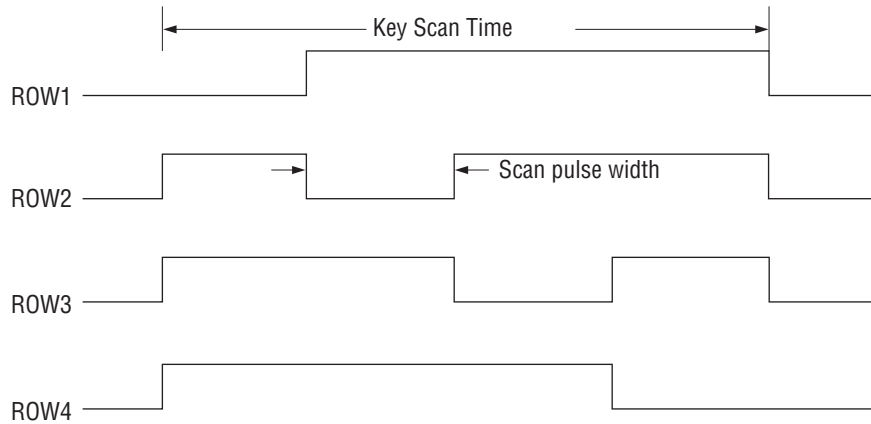 Key Scan Time
ROW1
Scan pulse width
ROW2
ROW3
ROW4